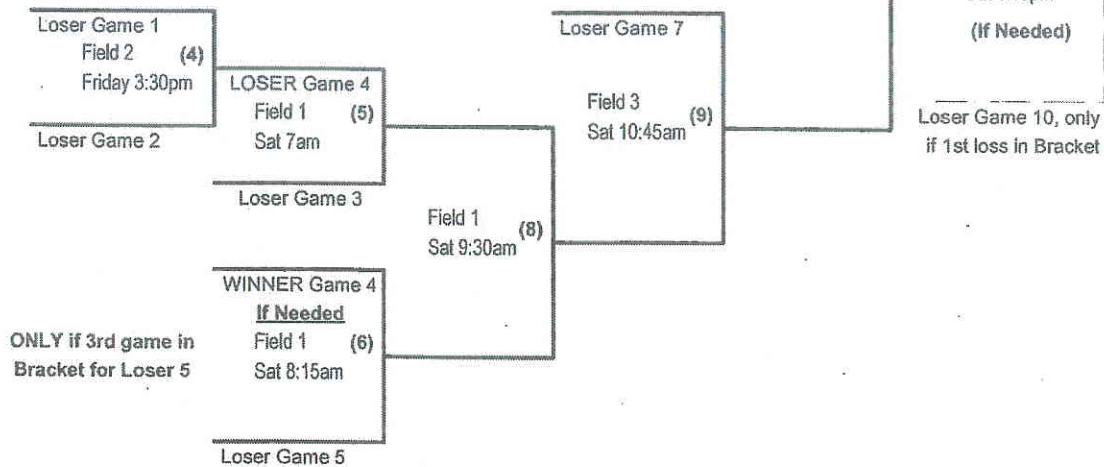 Loser Game 1
Field 2 (4)
Friday 3:30pm
Loser Game 2
LOSER Game 4
Field 1 (5)
Sat 7am
Loser Game 3
WINNER Game 4
If Needed
Field 1 (6)
Sat 8:15am
Loser Game 5
ONLY if 3rd game in
Bracket for Loser 5
Field 1 (8)
Sat 9:30am
Loser Game 7
Field 3 (9)
Sat 10:45am
(If Needed)
Loser Game 10, only
if 1st loss in Bracket